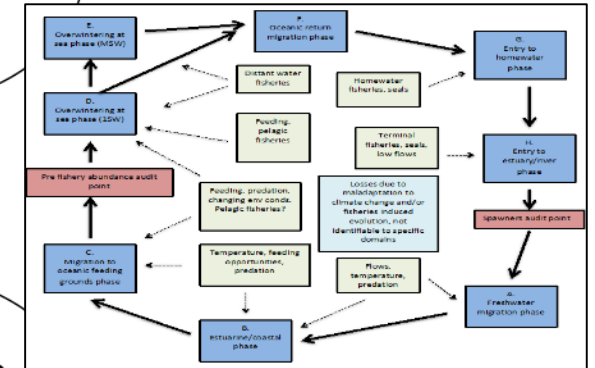 E.
Overwintering at
sea phase (MSW)
F.
Oceanic return
migration phase
G.
Entry to
homewater
phase
Distant water
fisheries
Homewater
fisheries, seals
D.
Overwintering at
sea phase (1SW)
Feeding,
pelagic
fisheries
Terminal
fisheries, seals,
low flows
H.
Entry to
estuary/river
phase
Pre fishery abundance audit
point
Feeding, predation,
changing env conds.
Pelagic fisheries?
Losses due to
maladaptation to
climate change and/or
fisheries induced
evolution, not
identifiable to specific
domains
Spawners audit point
C.
Migration to
oceanic feeding
grounds phase
Temperature, feeding
opportunities,
predation
Flows,
temperature,
predation
A.
Freshwater
migration phase
B.
Estuarine/coastal
phase